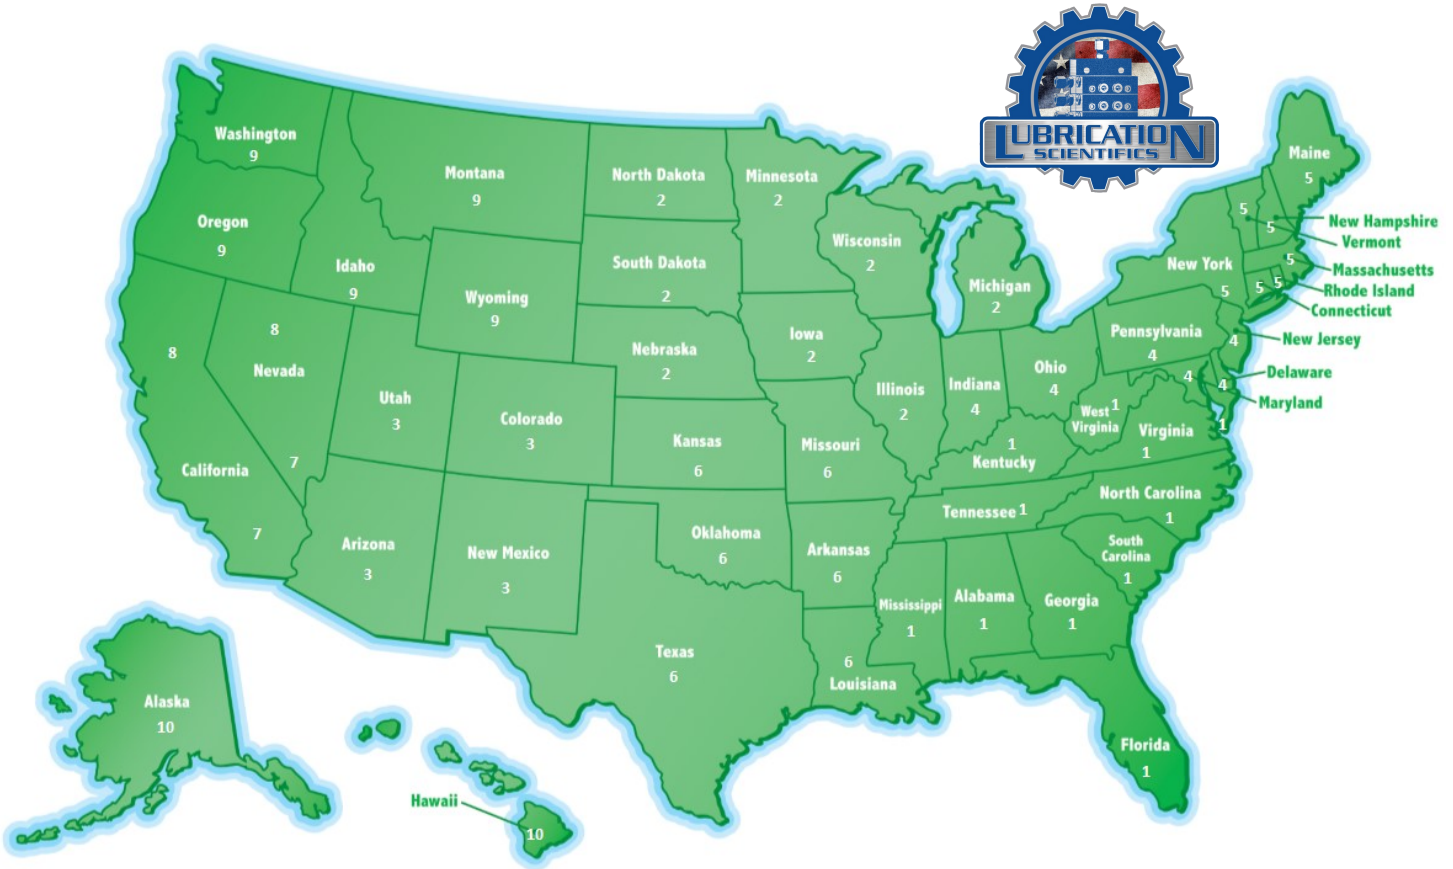 LUBRICATION
SCIENTIFICS
Washington
9
Montana
9
North Dakota
2
Minnesota
2
Maine
5
Oregon
9
Idaho
9
Wyoming
9
South Dakota
2
Wisconsin
2
Michigan
2
New York
5
5
5
New Hampshire
Vermont
5
Massachusetts
5
Rhode Island
5
Connecticut
8
8
Nevada
7
California
7
Utah
3
Colorado
3
Nebraska
2
Iowa
2
Illinois
2
Indiana
4
Ohio
4
Pennsylvania
4
4
New Jersey
4
Delaware
4
Maryland
1
Kansas
6
Missouri
6
1
Kentucky
West
Virginia
1
Virginia
1
Arizona
3
New Mexico
3
Oklahoma
6
Arkansas
6
Tennessee 1
North Carolina
1
South
Carolina
1
Mississippi
1
Alabama
1
Georgia
1
Texas
6
6
Louisiana
Florida
1
Alaska
10
Hawaii
10